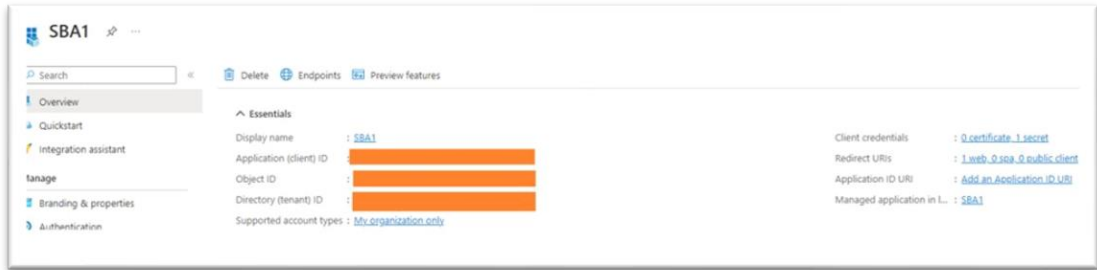 SBA1
Search
Overview
Quickstart
Integration assistant
Manage
Branding & properties
Authentication
Delete Endpoints Preview features
Essentials
Display name : SBA1
Application (client) ID :
Object ID :
Directory (tenant) ID :
Supported account types : My organization only
Client credentials : 0 certificate, 1 secret
Redirect URIs : 1 web, 0 spa, 0 public client
Application ID URI : Add an Application ID URI
Managed application in l... : SBA1